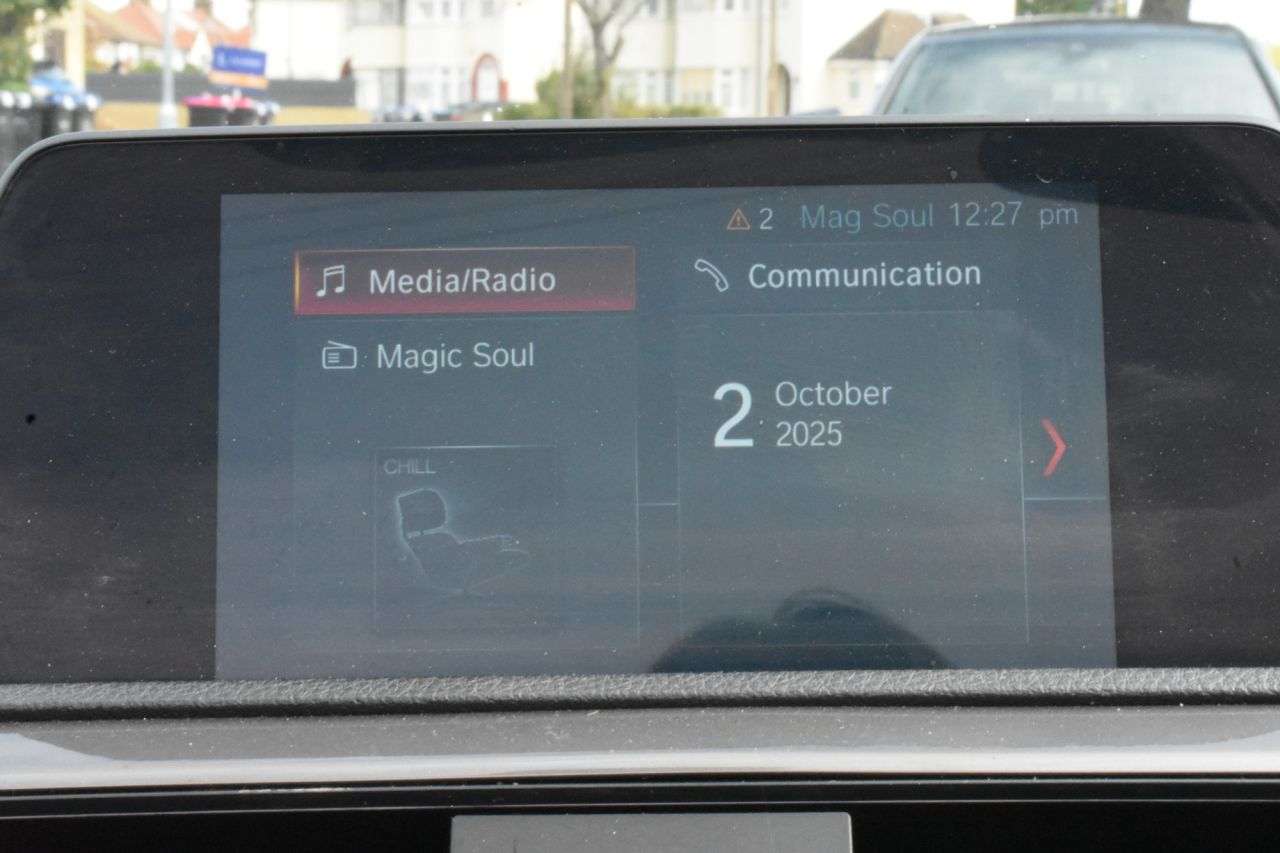 2 Mag Soul 12:27 pm
Media/Radio
Communication
Magic Soul
2 October
2025
CHILL